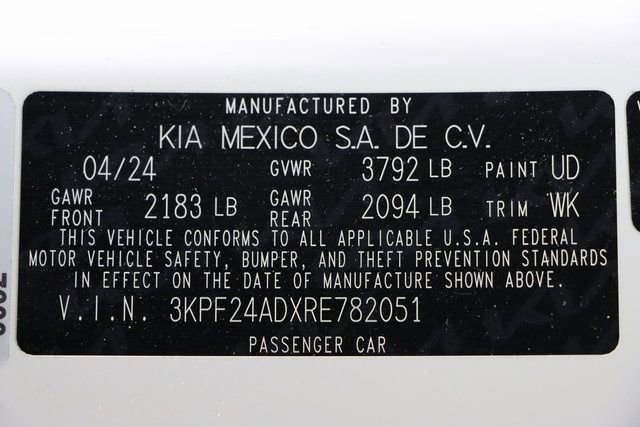 MANUFACTURED BY
KIA MEXICO S.A. DE C.V.
04/24 GVWR 3792 LB PAINT UD
GAWR FRONT 2183 LB GAWR REAR 2094 LB TRIM WK
THIS VEHICLE CONFORMS TO ALL APPLICABLE U.S.A. FEDERAL
MOTOR VEHICLE SAFETY, BUMPER, AND THEFT PREVENTION STANDARDS
IN EFFECT ON THE DATE OF MANUFACTURE SHOWN ABOVE.
V.I.N. 3KPF24ADXRE782051
PASSENGER CAR